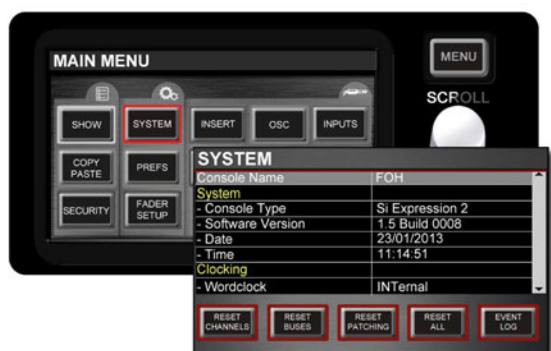 MAIN MENU
MENU
SCROLL
SHOW
SYSTEM
INSERT
OSC
INPUTS
COPY
PASTE
PREFS
SECURITY
FADER
SETUP
SYSTEM
Console Name FOH
System
- Console Type Si Expression 2
- Software Version 1.5 Build 0008
- Date 23/01/2013
- Time 11:14:51
Clocking
- Wordclock INTernal
RESET
CHANNELS
RESET
BUSES
RESET
PATCHING
RESET
ALL
EVENT
LOG